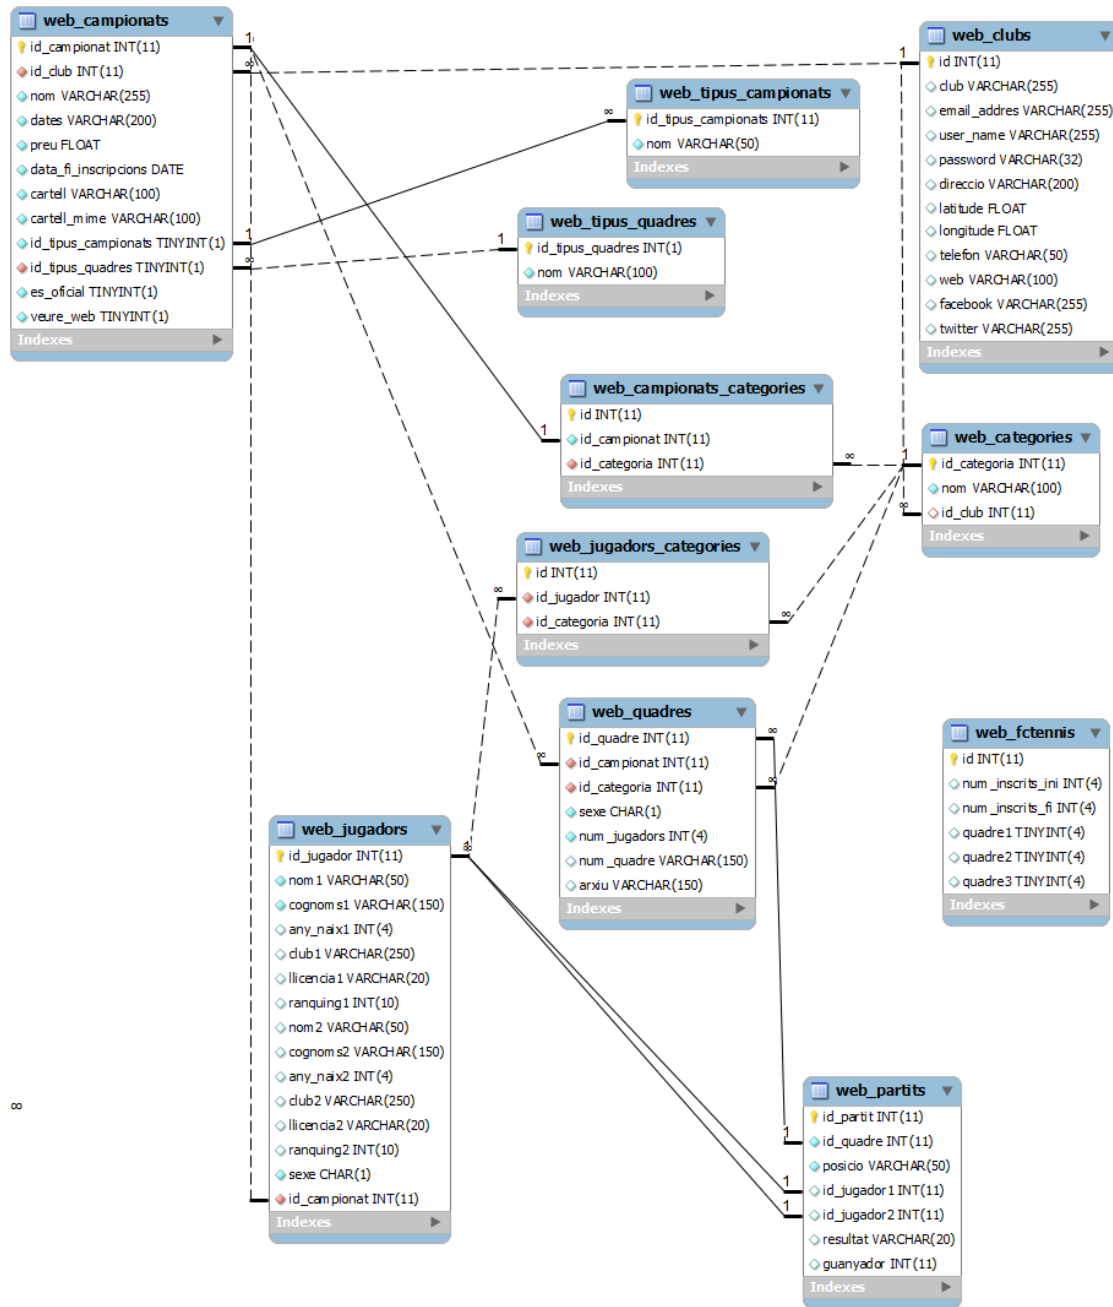 web_campionats
id_campionat INT(11)
id_club INT(11)
nom VARCHAR(255)
dates VARCHAR(200)
preu FLOAT
data_fi_inscripcions DATE
cartell VARCHAR(100)
cartell_mime VARCHAR(100)
id_tipus_campionats TINYINT(1)
id_tipus_quadres TINYINT(1)
es_oficial TINYINT(1)
veure_web TINYINT(1)
Indexes
1
∞
1
∞
web_clubs
id INT(11)
club VARCHAR(255)
email_addres VARCHAR(255)
user_name VARCHAR(255)
password VARCHAR(32)
direccio VARCHAR(200)
latitude FLOAT
longitude FLOAT
telefon VARCHAR(50)
web VARCHAR(100)
facebook VARCHAR(255)
twitter VARCHAR(255)
Indexes
1
web_tipus_campionats
id_tipus_campionats INT(11)
nom VARCHAR(50)
Indexes
∞
web_tipus_quadres
id_tipus_quadres INT(1)
nom VARCHAR(100)
Indexes
1
web_campionats_categories
id INT(11)
id_campionat INT(11)
id_categoria INT(11)
Indexes
1
∞
web_categories
id_categoria INT(11)
nom VARCHAR(100)
id_club INT(11)
Indexes
1
∞
web_jugadors_categories
id INT(11)
id_jugador INT(11)
id_categoria INT(11)
Indexes
∞
∞
web_quadres
id_quadre INT(11)
id_campionat INT(11)
id_categoria INT(11)
sexe CHAR(1)
num_jugadors INT(4)
num_quadre VARCHAR(150)
arxiu VARCHAR(150)
Indexes
∞
∞
∞
web_fctennis
id INT(11)
num_inscrits_ini INT(4)
num_inscrits_fi INT(4)
quadre1 TINYINT(4)
quadre2 TINYINT(4)
quadre3 TINYINT(4)
Indexes
web_jugadors
id_jugador INT(11)
nom1 VARCHAR(50)
cognoms1 VARCHAR(150)
any_naix1 INT(4)
club1 VARCHAR(250)
llicencia1 VARCHAR(20)
ranquing1 INT(10)
nom2 VARCHAR(50)
cognoms2 VARCHAR(150)
any_naix2 INT(4)
club2 VARCHAR(250)
llicencia2 VARCHAR(20)
ranquing2 INT(10)
sexe CHAR(1)
id_campionat INT(11)
Indexes
∞
web_partits
id_partit INT(11)
id_quadre INT(11)
posicio VARCHAR(50)
id_jugador1 INT(11)
id_jugador2 INT(11)
resultat VARCHAR(20)
guanyador INT(11)
Indexes
1
1
1
∞